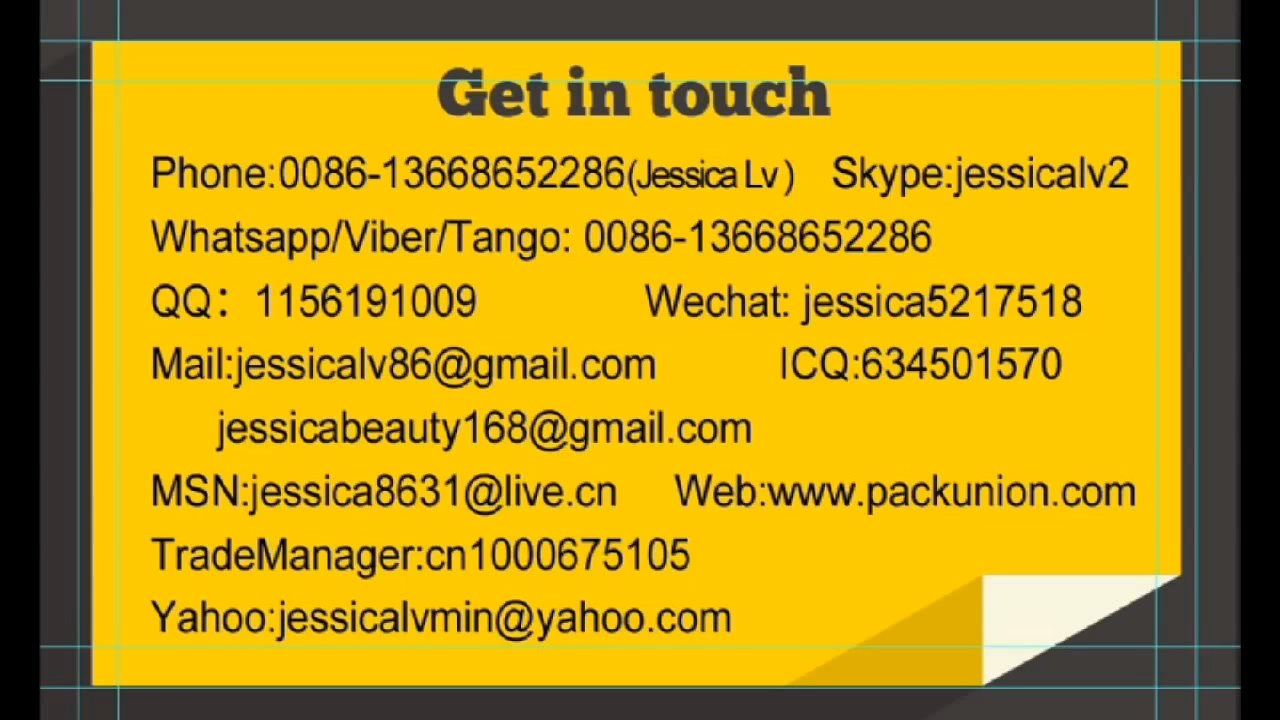 Get in touch
Phone:0086-13668652286(Jessica Lv ) Skype:jessicalv2
Whatsapp/Viber/Tango: 0086-13668652286
QQ：1156191009 Wechat: jessica5217518
Mail:jessicalv86@gmail.com ICQ:634501570
jessicabeauty168@gmail.com
MSN:jessica8631@live.cn Web:www.packunion.com
TradeManager:cn1000675105
Yahoo:jessicalvmin@yahoo.com